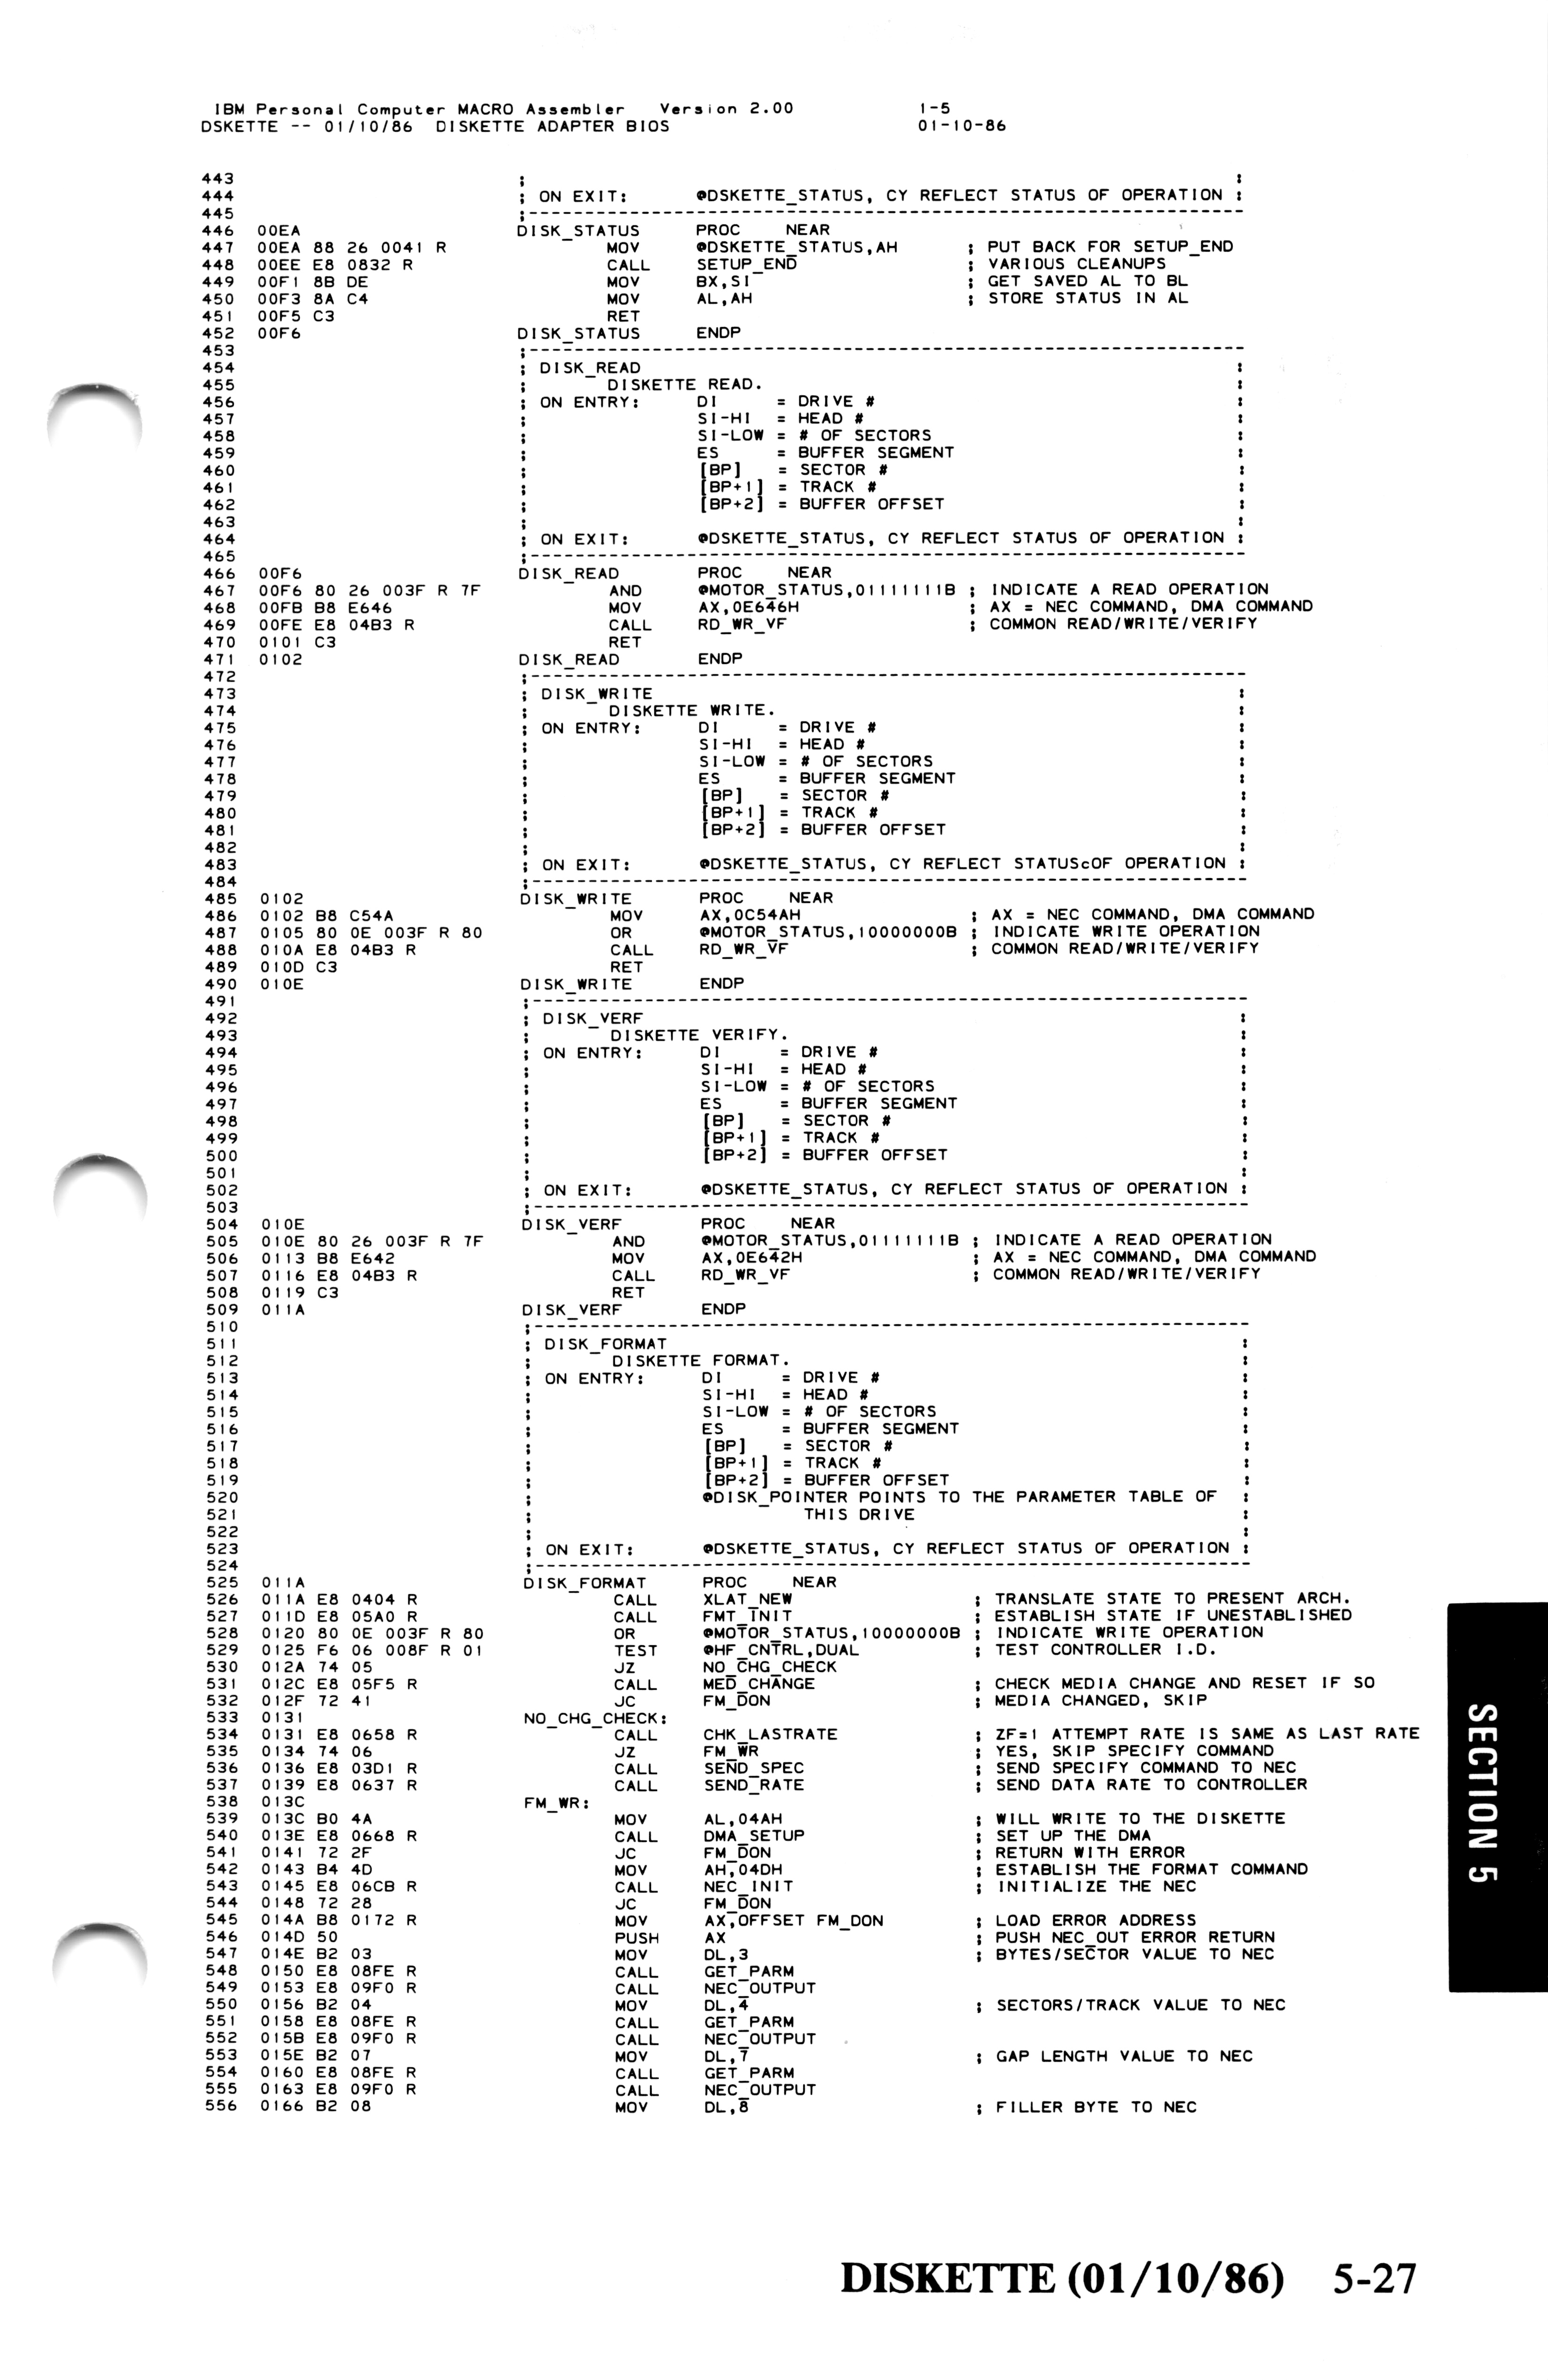 IBM Personal Computer MACRO Assembler   Version 2.00          1-5
DSKETTE -- 01/10/86  DISKETTE ADAPTER BIOS                    01-10-86
443                          ;                                                              :
444                          ; ON EXIT:      @DSKETTE_STATUS, CY REFLECT STATUS OF OPERATION :
445                          ;---------------------------------------------------------------
446  00EA                    DISK_STATUS    PROC    NEAR
447  00EA 88 26 0041 R               MOV    @DSKETTE_STATUS,AH      ; PUT BACK FOR SETUP_END
448  00EE E8 0832 R                  CALL   SETUP_END               ; VARIOUS CLEANUPS
449  00F1 8B DE                      MOV    BX,SI                   ; GET SAVED AL TO BL
450  00F3 8A C4                      MOV    AL,AH                   ; STORE STATUS IN AL
451  00F5 C3                         RET
452  00F6                    DISK_STATUS    ENDP
453                          ;---------------------------------------------------------------
454                          ; DISK_READ                                                    :
455                          ;       DISKETTE READ.                                         :
456                          ; ON ENTRY:     DI     = DRIVE #                               :
457                          ;               SI-HI  = HEAD #                                :
458                          ;               SI-LOW = # OF SECTORS                          :
459                          ;               ES     = BUFFER SEGMENT                        :
460                          ;               [BP]   = SECTOR #                              :
461                          ;               [BP+1] = TRACK #                               :
462                          ;               [BP+2] = BUFFER OFFSET                         :
463                          ;                                                              :
464                          ; ON EXIT:      @DSKETTE_STATUS, CY REFLECT STATUS OF OPERATION :
465                          ;---------------------------------------------------------------
466  00F6                    DISK_READ      PROC    NEAR
467  00F6 80 26 003F R 7F            AND    @MOTOR_STATUS,01111111B ; INDICATE A READ OPERATION
468  00FB B8 E646                    MOV    AX,0E646H               ; AX = NEC COMMAND, DMA COMMAND
469  00FE E8 04B3 R                  CALL   RD_WR_VF                ; COMMON READ/WRITE/VERIFY
470  0101 C3                         RET
471  0102                    DISK_READ      ENDP
472                          ;---------------------------------------------------------------
473                          ; DISK_WRITE                                                   :
474                          ;       DISKETTE WRITE.                                        :
475                          ; ON ENTRY:     DI     = DRIVE #                               :
476                          ;               SI-HI  = HEAD #                                :
477                          ;               SI-LOW = # OF SECTORS                          :
478                          ;               ES     = BUFFER SEGMENT                        :
479                          ;               [BP]   = SECTOR #                              :
480                          ;               [BP+1] = TRACK #                               :
481                          ;               [BP+2] = BUFFER OFFSET                         :
482                          ;                                                              :
483                          ; ON EXIT:      @DSKETTE_STATUS, CY REFLECT STATUScOF OPERATION :
484                          ;---------------------------------------------------------------
485  0102                    DISK_WRITE     PROC    NEAR
486  0102 B8 C54A                    MOV    AX,0C54AH               ; AX = NEC COMMAND, DMA COMMAND
487  0105 80 0E 003F R 80            OR     @MOTOR_STATUS,10000000B ; INDICATE WRITE OPERATION
488  010A E8 04B3 R                  CALL   RD_WR_VF                ; COMMON READ/WRITE/VERIFY
489  010D C3                         RET
490  010E                    DISK_WRITE     ENDP
491                          ;---------------------------------------------------------------
492                          ; DISK_VERF                                                    :
493                          ;       DISKETTE VERIFY.                                       :
494                          ; ON ENTRY:     DI     = DRIVE #                               :
495                          ;               SI-HI  = HEAD #                                :
496                          ;               SI-LOW = # OF SECTORS                          :
497                          ;               ES     = BUFFER SEGMENT                        :
498                          ;               [BP]   = SECTOR #                              :
499                          ;               [BP+1] = TRACK #                               :
500                          ;               [BP+2] = BUFFER OFFSET                         :
501                          ;                                                              :
502                          ; ON EXIT:      @DSKETTE_STATUS, CY REFLECT STATUS OF OPERATION :
503                          ;---------------------------------------------------------------
504  010E                    DISK_VERF      PROC    NEAR
505  010E 80 26 003F R 7F            AND    @MOTOR_STATUS,01111111B ; INDICATE A READ OPERATION
506  0113 B8 E642                    MOV    AX,0E642H               ; AX = NEC COMMAND, DMA COMMAND
507  0116 E8 04B3 R                  CALL   RD_WR_VF                ; COMMON READ/WRITE/VERIFY
508  0119 C3                         RET
509  011A                    DISK_VERF      ENDP
510                          ;---------------------------------------------------------------
511                          ; DISK_FORMAT                                                  :
512                          ;       DISKETTE FORMAT.                                       :
513                          ; ON ENTRY:     DI     = DRIVE #                               :
514                          ;               SI-HI  = HEAD #                                :
515                          ;               SI-LOW = # OF SECTORS                          :
516                          ;               ES     = BUFFER SEGMENT                        :
517                          ;               [BP]   = SECTOR #                              :
518                          ;               [BP+1] = TRACK #                               :
519                          ;               [BP+2] = BUFFER OFFSET                         :
520                          ;               @DISK_POINTER POINTS TO THE PARAMETER TABLE OF :
521                          ;                        THIS DRIVE                            :
522                          ;                                                              :
523                          ; ON EXIT:      @DSKETTE_STATUS, CY REFLECT STATUS OF OPERATION :
524                          ;---------------------------------------------------------------
525  011A                    DISK_FORMAT    PROC    NEAR
526  011A E8 0404 R                  CALL   XLAT_NEW                ; TRANSLATE STATE TO PRESENT ARCH.
527  011D E8 05A0 R                  CALL   FMT_INIT                ; ESTABLISH STATE IF UNESTABLISHED
528  0120 80 0E 003F R 80            OR     @MOTOR_STATUS,10000000B ; INDICATE WRITE OPERATION
529  0125 F6 06 008F R 01            TEST   @HF_CNTRL,DUAL          ; TEST CONTROLLER I.D.
530  012A 74 05                      JZ     NO_CHG_CHECK
531  012C E8 05F5 R                  CALL   MED_CHANGE              ; CHECK MEDIA CHANGE AND RESET IF SO
532  012F 72 41                      JC     FM_DON                  ; MEDIA CHANGED, SKIP
533  0131                    NO_CHG_CHECK:
534  0131 E8 0658 R                  CALL   CHK_LASTRATE            ; ZF=1 ATTEMPT RATE IS SAME AS LAST RATE
535  0134 74 06                      JZ     FM_WR                   ; YES, SKIP SPECIFY COMMAND
536  0136 E8 03D1 R                  CALL   SEND_SPEC               ; SEND SPECIFY COMMAND TO NEC
537  0139 E8 0637 R                  CALL   SEND_RATE               ; SEND DATA RATE TO CONTROLLER
538  013C                    FM_WR:
539  013C B0 4A                      MOV    AL,04AH                 ; WILL WRITE TO THE DISKETTE
540  013E E8 0668 R                  CALL   DMA_SETUP               ; SET UP THE DMA
541  0141 72 2F                      JC     FM_DON                  ; RETURN WITH ERROR
542  0143 B4 4D                      MOV    AH,04DH                 ; ESTABLISH THE FORMAT COMMAND
543  0145 E8 06CB R                  CALL   NEC_INIT                ; INITIALIZE THE NEC
544  0148 72 28                      JC     FM_DON
545  014A B8 0172 R                  MOV    AX,OFFSET FM_DON        ; LOAD ERROR ADDRESS
546  014D 50                         PUSH   AX                      ; PUSH NEC_OUT ERROR RETURN
547  014E B2 03                      MOV    DL,3                    ; BYTES/SECTOR VALUE TO NEC
548  0150 E8 08FE R                  CALL   GET_PARM
549  0153 E8 09F0 R                  CALL   NEC_OUTPUT
550  0156 B2 04                      MOV    DL,4                    ; SECTORS/TRACK VALUE TO NEC
551  0158 E8 08FE R                  CALL   GET_PARM
552  015B E8 09F0 R                  CALL   NEC_OUTPUT
553  015E B2 07                      MOV    DL,7                    ; GAP LENGTH VALUE TO NEC
554  0160 E8 08FE R                  CALL   GET_PARM
555  0163 E8 09F0 R                  CALL   NEC_OUTPUT
556  0166 B2 08                      MOV    DL,8                    ; FILLER BYTE TO NEC
SECTION 5
DISKETTE (01/10/86)   5-27